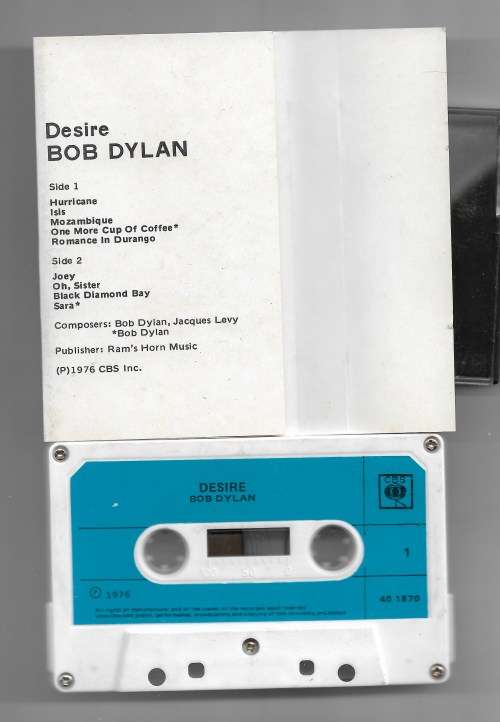 Desire
BOB DYLAN
Side 1
Hurricane
Isis
Mozambique
One More Cup Of Coffee*
Romance In Durango
Side 2
Joey
Oh, Sister
Black Diamond Bay
Sara*
Composers: Bob Dylan, Jacques Levy
*Bob Dylan
Publisher: Ram's Horn Music
(P)1976 CBS Inc.
DESIRE
BOB DYLAN
CBS
1
50
Ⓟ 1976
40 1870